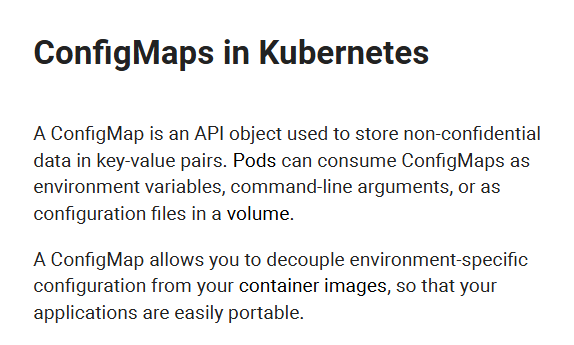 ConfigMaps in Kubernetes
A ConfigMap is an API object used to store non-confidential
data in key-value pairs. Pods can consume ConfigMaps as
environment variables, command-line arguments, or as
configuration files in a volume.
A ConfigMap allows you to decouple environment-specific
configuration from your container images, so that your
applications are easily portable.